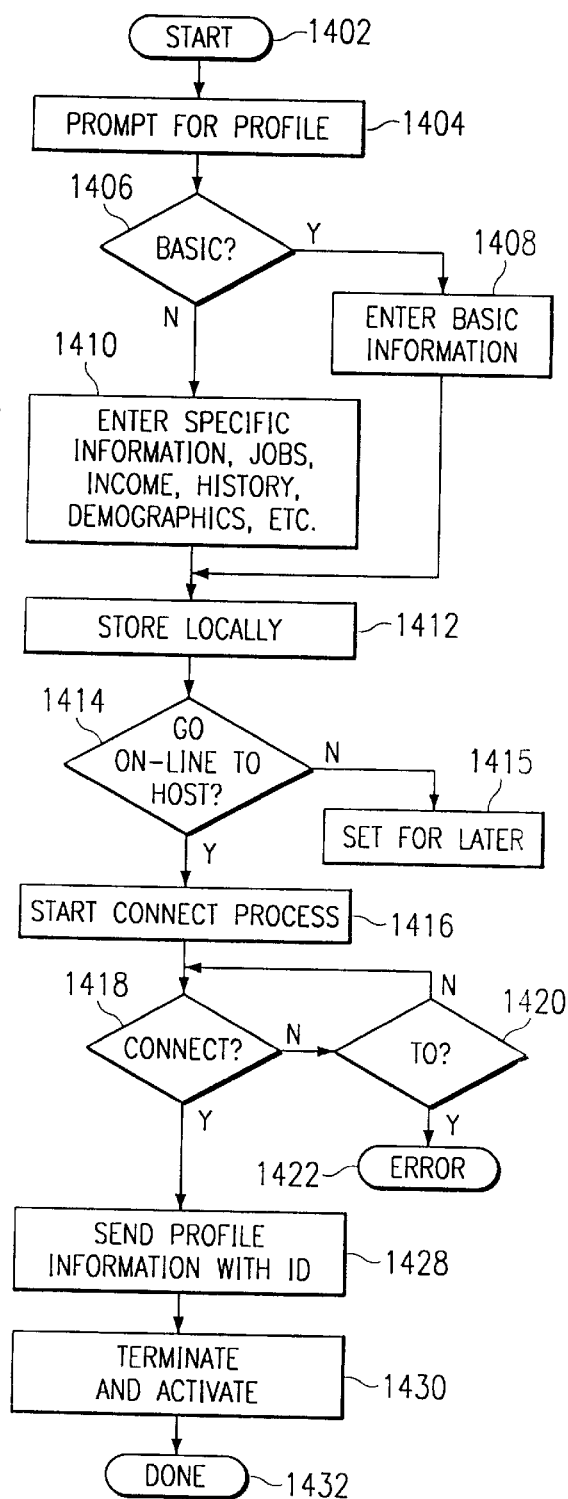 START
1402
PROMPT FOR PROFILE
1404
1406
BASIC?
Y
N
1408
ENTER BASIC
INFORMATION
1410
ENTER SPECIFIC
INFORMATION, JOBS,
INCOME, HISTORY,
DEMOGRAPHICS, ETC.
STORE LOCALLY
1412
1414
GO
ON-LINE TO
HOST?
N
Y
1415
SET FOR LATER
START CONNECT PROCESS
1416
1418
CONNECT?
N
Y
N
1420
TO?
Y
1422
ERROR
SEND PROFILE
INFORMATION WITH ID
1428
TERMINATE
AND ACTIVATE
1430
DONE
1432